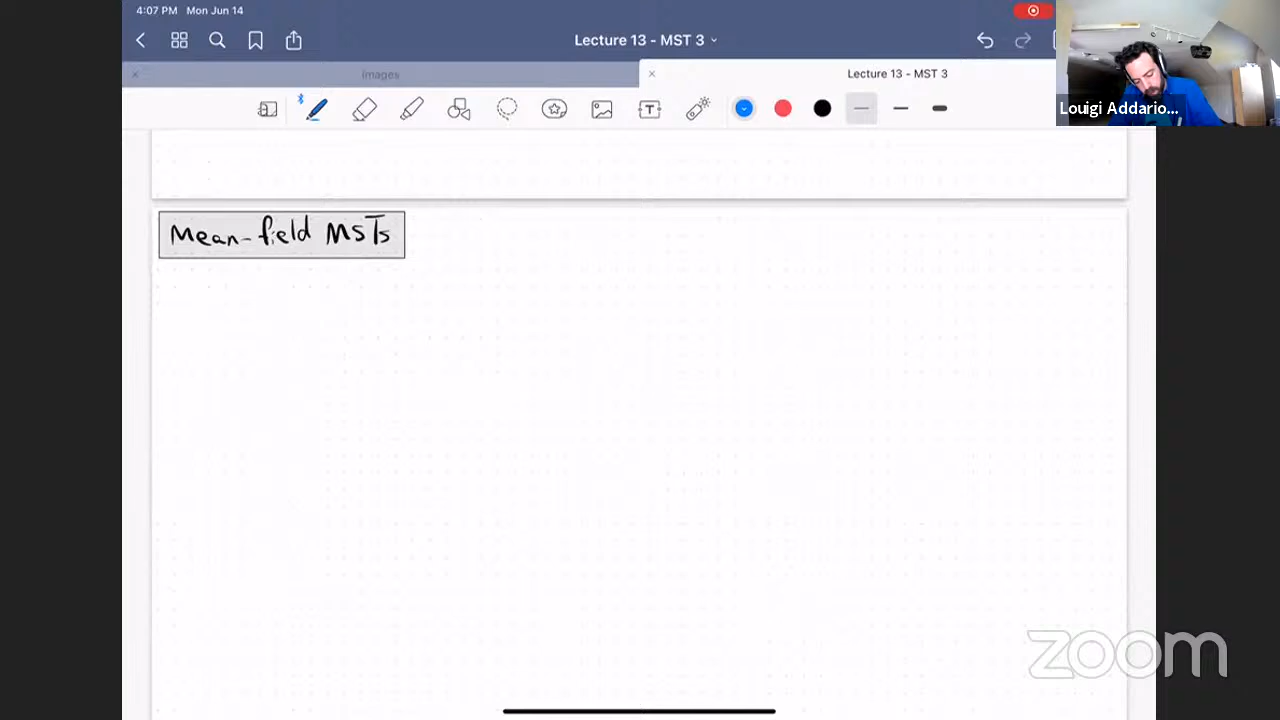 4:07 PM Mon Jun 14
Lecture 13 - MST 3
Images
Lecture 13 - MST 3
T
Louigi Addario...
Mean-field MSTs
zoom